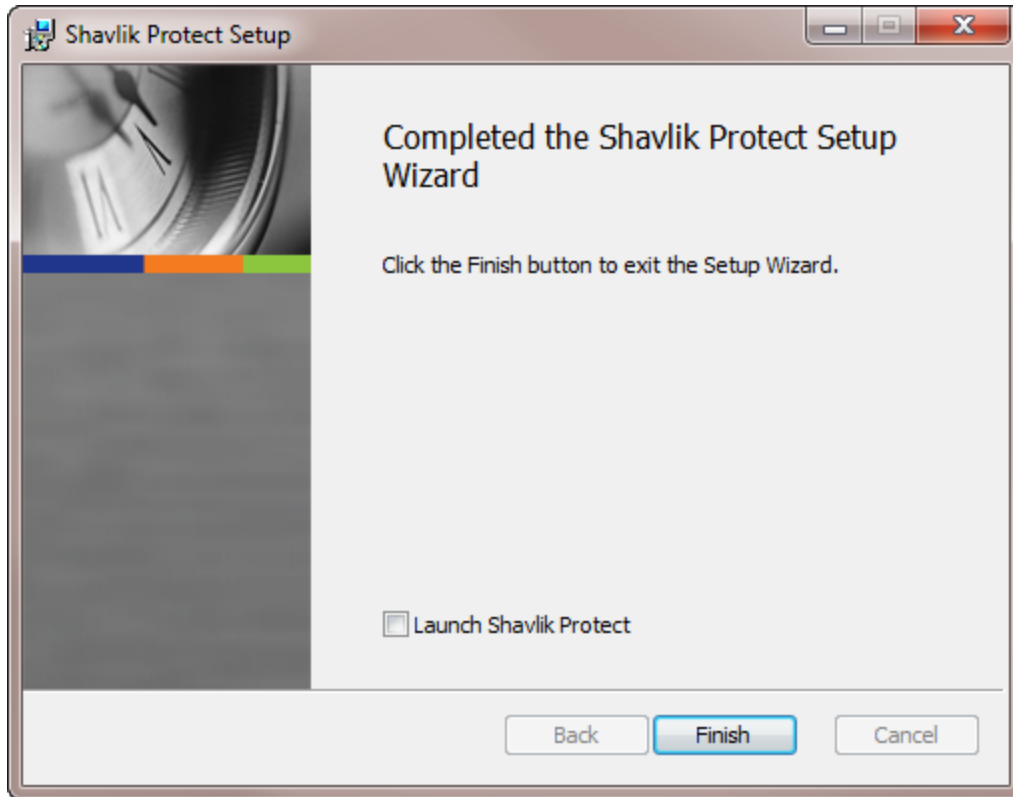 Shavlik Protect Setup
Completed the Shavlik Protect Setup
Wizard
Click the Finish button to exit the Setup Wizard.
Launch Shavlik Protect
Back
Finish
Cancel